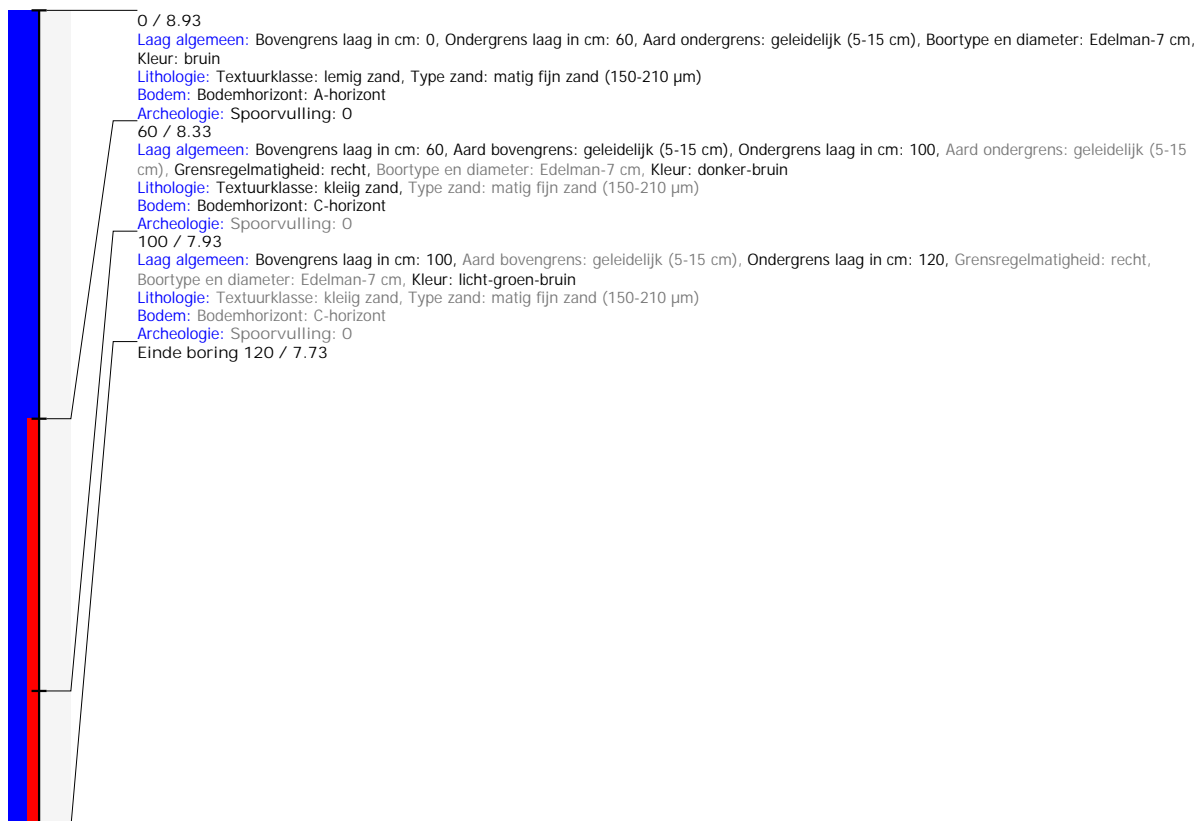 0 / 8.93
Laag algemeen: Bovengrens laag in cm: 0, Ondergrens laag in cm: 60, Aard ondergrens: geleidelijk (5-15 cm), Boortype en diameter: Edelman-7 cm,
Kleur: bruin
Lithologie: Textuurklasse: lemig zand, Type zand: matig fijn zand (150-210 µm)
Bodem: Bodemhorizont: A-horizont
Archeologie: Spoorvulling: 0
60 / 8.33
Laag algemeen: Bovengrens laag in cm: 60, Aard bovengrens: geleidelijk (5-15 cm), Ondergrens laag in cm: 100, Aard ondergrens: geleidelijk (5-15
cm), Grensregelmatigheid: recht, Boortype en diameter: Edelman-7 cm, Kleur: donker-bruin
Lithologie: Textuurklasse: kleiig zand, Type zand: matig fijn zand (150-210 µm)
Bodem: Bodemhorizont: C-horizont
Archeologie: Spoorvulling: 0
100 / 7.93
Laag algemeen: Bovengrens laag in cm: 100, Aard bovengrens: geleidelijk (5-15 cm), Ondergrens laag in cm: 120, Grensregelmatigheid: recht,
Boortype en diameter: Edelman-7 cm, Kleur: licht-groen-bruin
Lithologie: Textuurklasse: kleiig zand, Type zand: matig fijn zand (150-210 µm)
Bodem: Bodemhorizont: C-horizont
Archeologie: Spoorvulling: 0
Einde boring 120 / 7.73